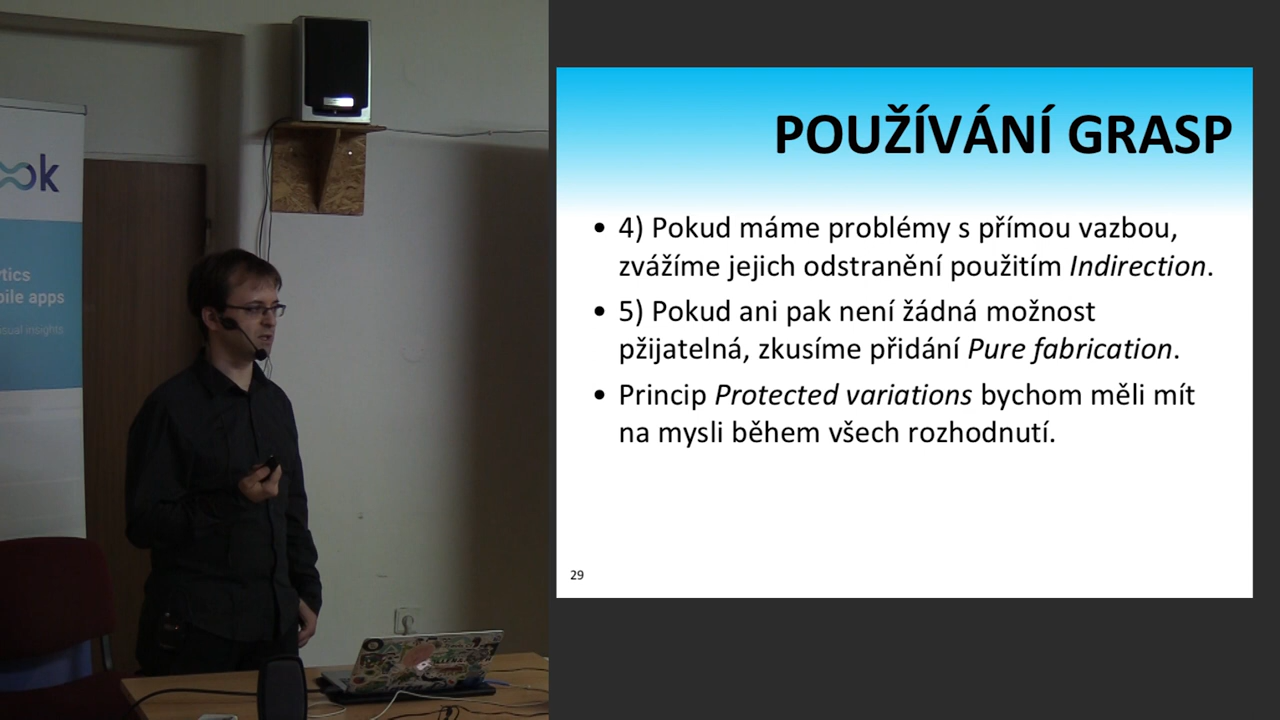 ok
rtics
bile apps
isual insights
POUŽÍVÁNÍ GRASP
• 4) Pokud máme problémy s přímou vazbou,
zvážíme jejich odstranění použitím Indirection.
• 5) Pokud ani pak není žádná možnost
pžijatelná, zkusíme přidání Pure fabrication.
• Princip Protected variations bychom měli mít
na mysli během všech rozhodnutí.
29